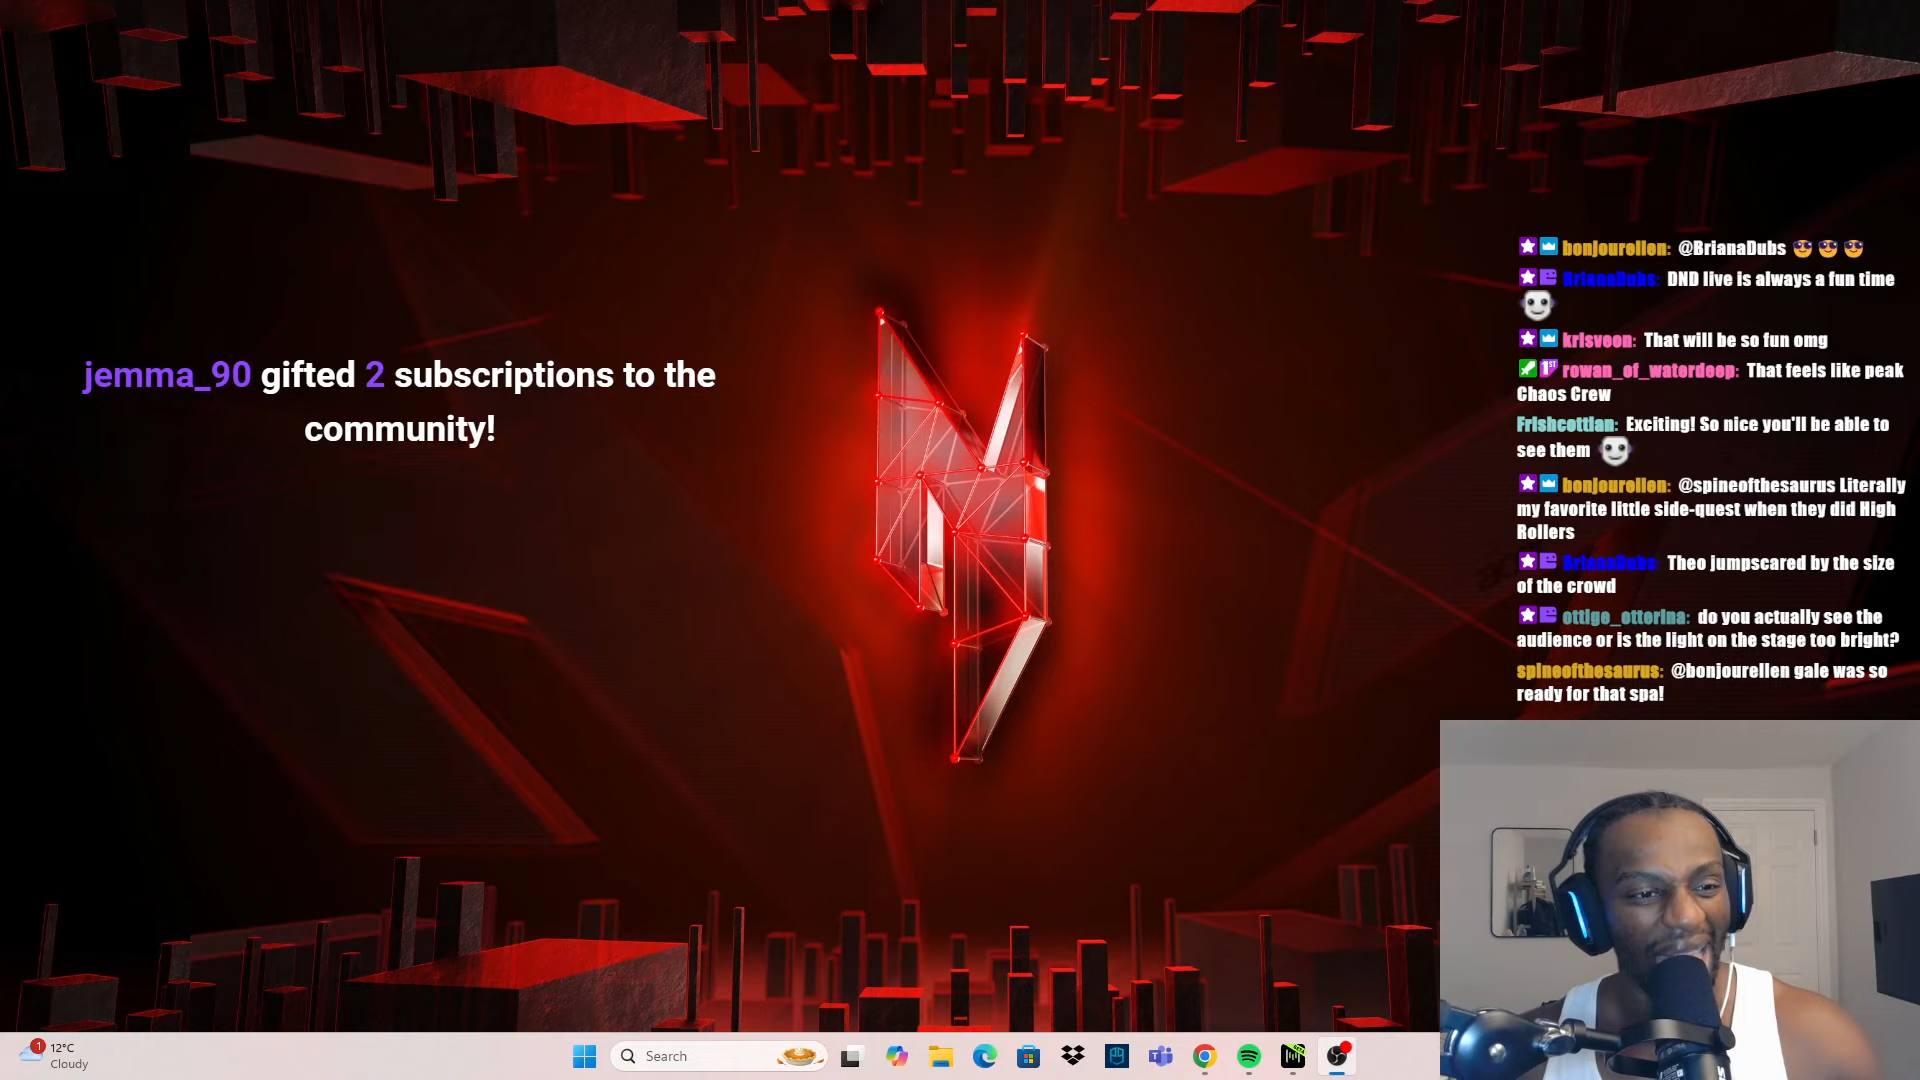 jemma_90 gifted 2 subscriptions to the
community!
bonjourellen: @BrianaDubs
BrianaDubs: DND live is always a fun time
krisveon: That will be so fun omg
rowan_of_waterdeep: That feels like peak
Chaos Crew
Frishcottian: Exciting! So nice you'll be able to
see them
bonjourellen: @spineofthesaurus Literally
my favorite little side-quest when they did High
Rollers
BrianaDubs: Theo jumpscared by the size
of the crowd
ottige_otterina: do you actually see the
audience or is the light on the stage too bright?
spineofthesaurus: @bonjourellen gale was so
ready for that spa!
1
12°C
Cloudy
Search